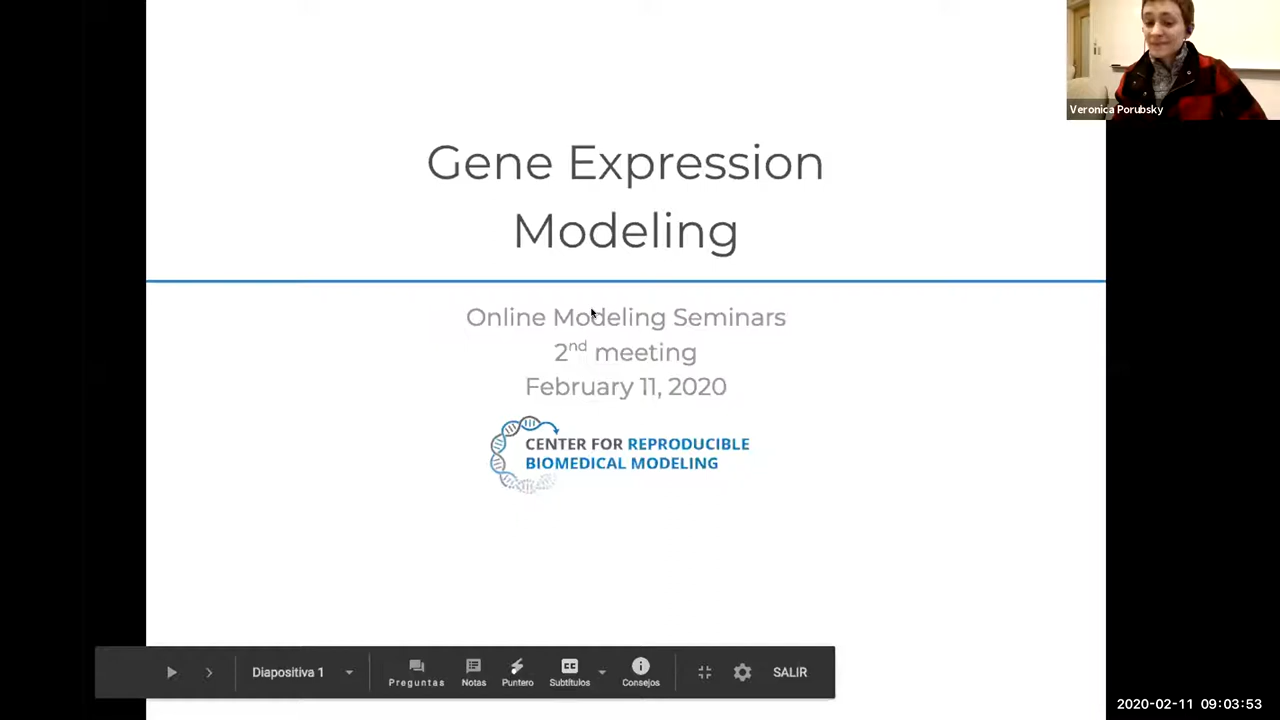 Veronica Porubsky
Gene Expression
Modeling
Online Modeling Seminars
2nd meeting
February 11, 2020
CENTER FOR REPRODUCIBLE
BIOMEDICAL MODELING
Diapositiva 1
Preguntas
Notas
Puntero
CC
Subtítulos
Consejos
SALIR
2020-02-11 09:03:53